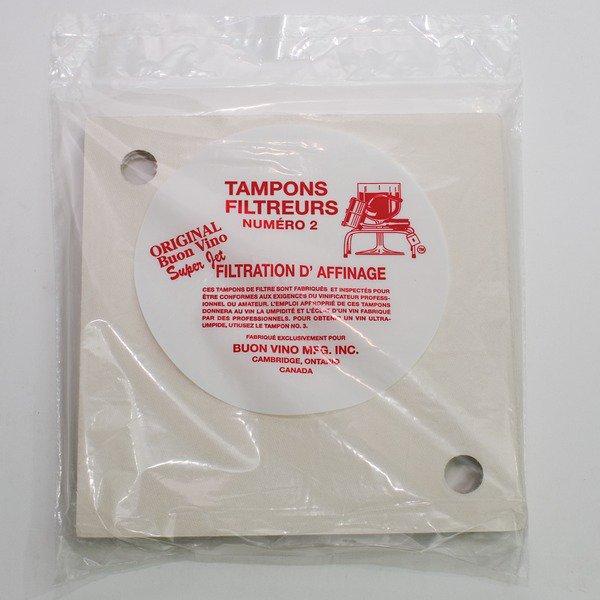 TAMPONS
FILTREURS
NUMÉRO 2
TM
ORIGINAL
Buon Vino
Super Jet
FILTRATION D' AFFINAGE
CES TAMPONS DE FILTRE SONT FABRIQUÉS ET INSPECTÉS POUR
ÊTRE CONFORMES AUX EXIGENCES DU VINIFICATEUR PROFESS-
IONNEL OU AMATEUR. L'EMPLOI APPROPRIÉ DE CES TAMPONS
DONNERA AU VIN LA LIMPIDITÉ ET L'ÉCLAT D'UN VIN FABRIQUÉ
PAR DES PROFESSIONNELS. POUR OBTENIR UN VIN ULTRA-
LIMPIDE, UTILISEZ LE TAMPON NO. 3.
FABRIQUÉ EXCLUSIVEMENT POUR
BUON VINO MFG. INC.
CAMBRIDGE, ONTARIO
CANADA